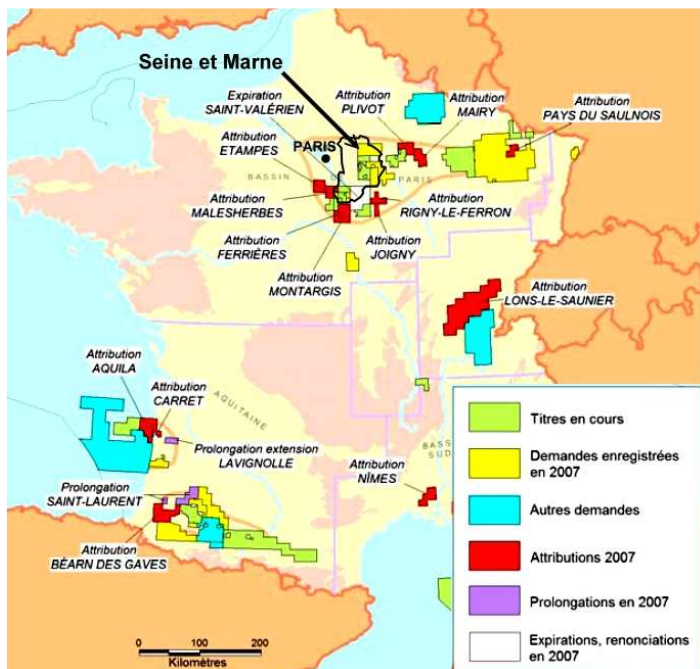 Seine et Marne
Expiration
SAINT-VALÉRIEN
Attribution
PLIVOT
Attribution
MAIRY
Attribution
PAYS DU SAULNOIS
Attribution
ETAMPES
PARIS
BASSIN
DE
PARIS
Attribution
MALESHERBES
Attribution
RIGNY-LE-FERRON
Attribution
FERRIÈRES
Attribution
JOIGNY
Attribution
MONTARGIS
Attribution
LONS-LE-SAUNIER
Attribution
AQUILA
Attribution
CARRET
AQUITAINE
Prolongation extension
LAVIGNOLLE
BASS
SUD
Attribution
NÎMES
Prolongation
SAINT-LAURENT
Attribution
BÉARN DES GAVES
0 100 200
Kilomètres
Titres en cours
Demandes enregistrées
en 2007
Autres demandes
Attributions 2007
Prolongations en 2007
Expirations, renonciations
en 2007